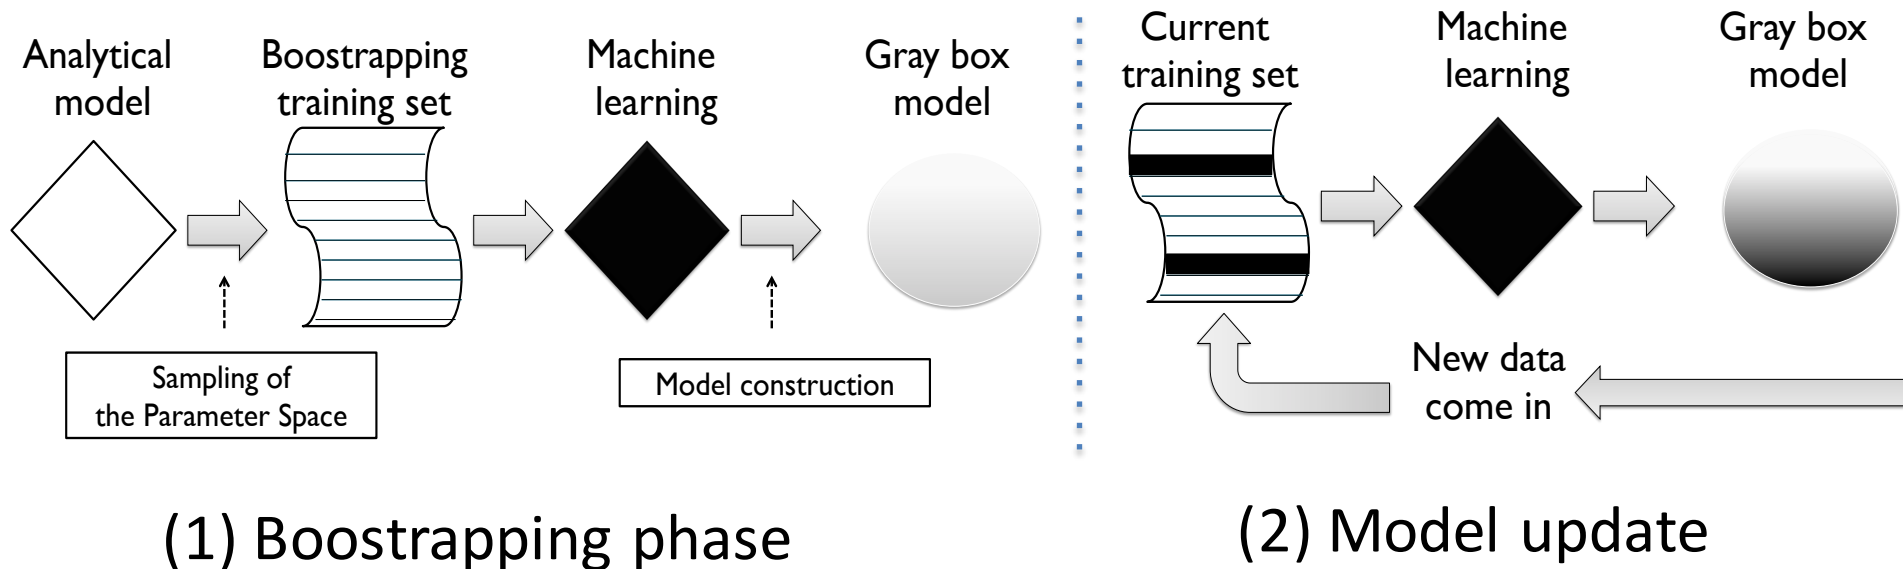 Analytical
model
Boostrapping
training set
Machine
learning
Gray box
model
Sampling of
the Parameter Space
Model construction
(1) Boostrapping phase
Current
training set
Machine
learning
Gray box
model
New data
come in
(2) Model update